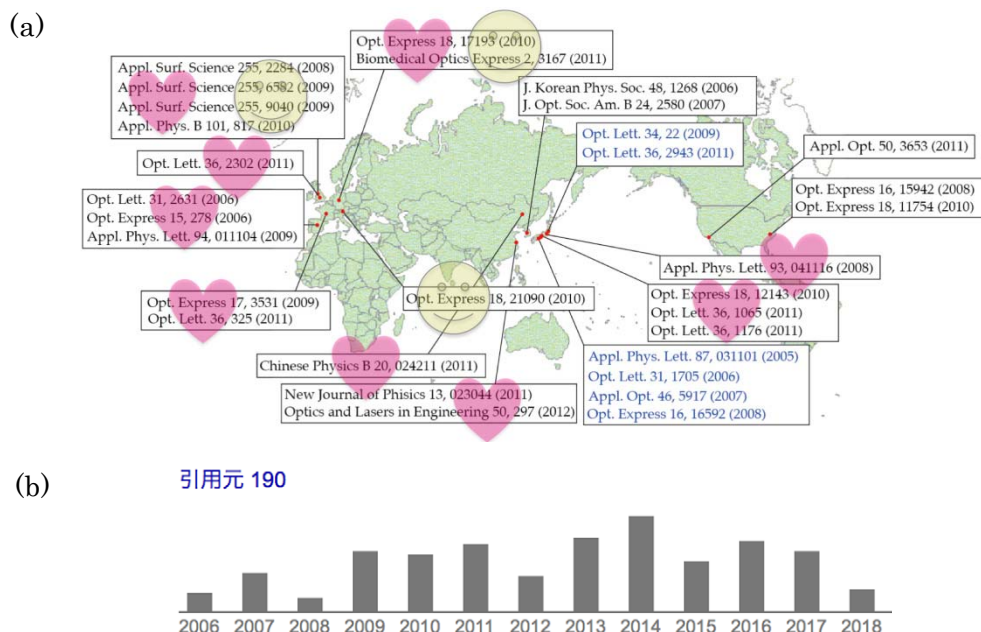 (a)
Opt. Express 18, 17193 (2010)
Biomedical Optics Express 2, 3167 (2011)
Appl. Surf. Science 255, 2284 (2008)
Appl. Surf. Science 255, 6582 (2009)
Appl. Surf. Science 255, 9040 (2009)
Appl. Phys. B 101, 817 (2010)
J. Korean Phys. Soc. 48, 1268 (2006)
J. Opt. Soc. Am. B 24, 2580 (2007)
Opt. Lett. 34, 22 (2009)
Opt. Lett. 36, 2943 (2011)
Appl. Opt. 50, 3653 (2011)
Opt. Lett. 36, 2302 (2011)
Opt. Express 16, 15942 (2008)
Opt. Express 18, 11754 (2010)
Opt. Lett. 31, 2631 (2006)
Opt. Express 15, 278 (2006)
Appl. Phys. Lett. 94, 011104 (2009)
Appl. Phys. Lett. 93, 041116 (2008)
Opt. Express 17, 3531 (2009)
Opt. Lett. 36, 325 (2011)
Opt. Express 18, 21090 (2010)
Opt. Express 18, 12143 (2010)
Opt. Lett. 36, 1065 (2011)
Opt. Lett. 36, 1176 (2011)
Chinese Physics B 20, 024211 (2011)
Appl. Phys. Lett. 87, 031101 (2005)
Opt. Lett. 31, 1705 (2006)
Appl. Opt. 46, 5917 (2007)
Opt. Express 16, 16592 (2008)
New Journal of Phisics 13, 023044 (2011)
Optics and Lasers in Engineering 50, 297 (2012)
(b)
引用元 190
2006 2007 2008 2009 2010 2011 2012 2013 2014 2015 2016 2017 2018